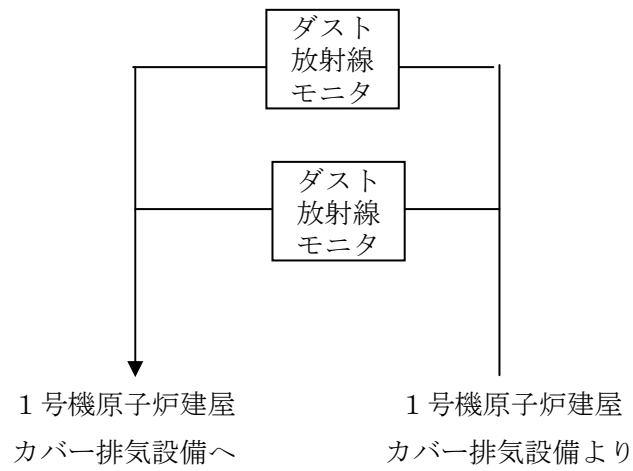 ダスト
放射線
モニタ
ダスト
放射線
モニタ
１号機原子炉建屋
カバー排気設備へ
１号機原子炉建屋
カバー排気設備より